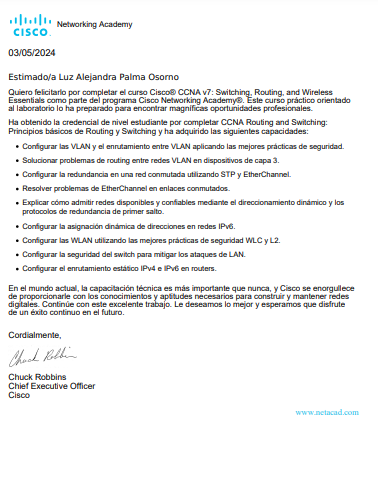 CISCO Networking Academy
03/05/2024
Estimado/a Luz Alejandra Palma Osorno
Quiero felicitarlo por completar el curso Cisco® CCNA v7: Switching, Routing, and Wireless
Essentials como parte del programa Cisco Networking Academy®. Este curso práctico orientado
al laboratorio lo ha preparado para encontrar magníficas oportunidades profesionales.
Ha obtenido la credencial de nivel estudiante por completar CCNA Routing and Switching:
Principios básicos de Routing y Switching y ha adquirido las siguientes capacidades:
• Configurar las VLAN y el enrutamiento entre VLAN aplicando las mejores prácticas de seguridad.
• Solucionar problemas de routing entre redes VLAN en dispositivos de capa 3.
• Configurar la redundancia en una red conmutada utilizando STP y EtherChannel.
• Resolver problemas de EtherChannel en enlaces conmutados.
• Explicar cómo admitir redes disponibles y confiables mediante el direccionamiento dinámico y los
protocolos de redundancia de primer salto.
• Configurar la asignación dinámica de direcciones en redes IPv6.
• Configurar las WLAN utilizando las mejores prácticas de seguridad WLC y L2.
• Configurar la seguridad del switch para mitigar los ataques de LAN.
• Configurar el enrutamiento estático IPv4 e IPv6 en routers.
En el mundo actual, la capacitación técnica es más importante que nunca, y Cisco se enorgullece
de proporcionarle con los conocimientos y aptitudes necesarios para construir y mantener redes
digitales. Continúe con este excelente trabajo. Le deseamos lo mejor y esperamos que disfrute
de un éxito continuo en el futuro.
Cordialmente,
Chuck Robbins
Chuck Robbins
Chief Executive Officer
Cisco
www.netacad.com